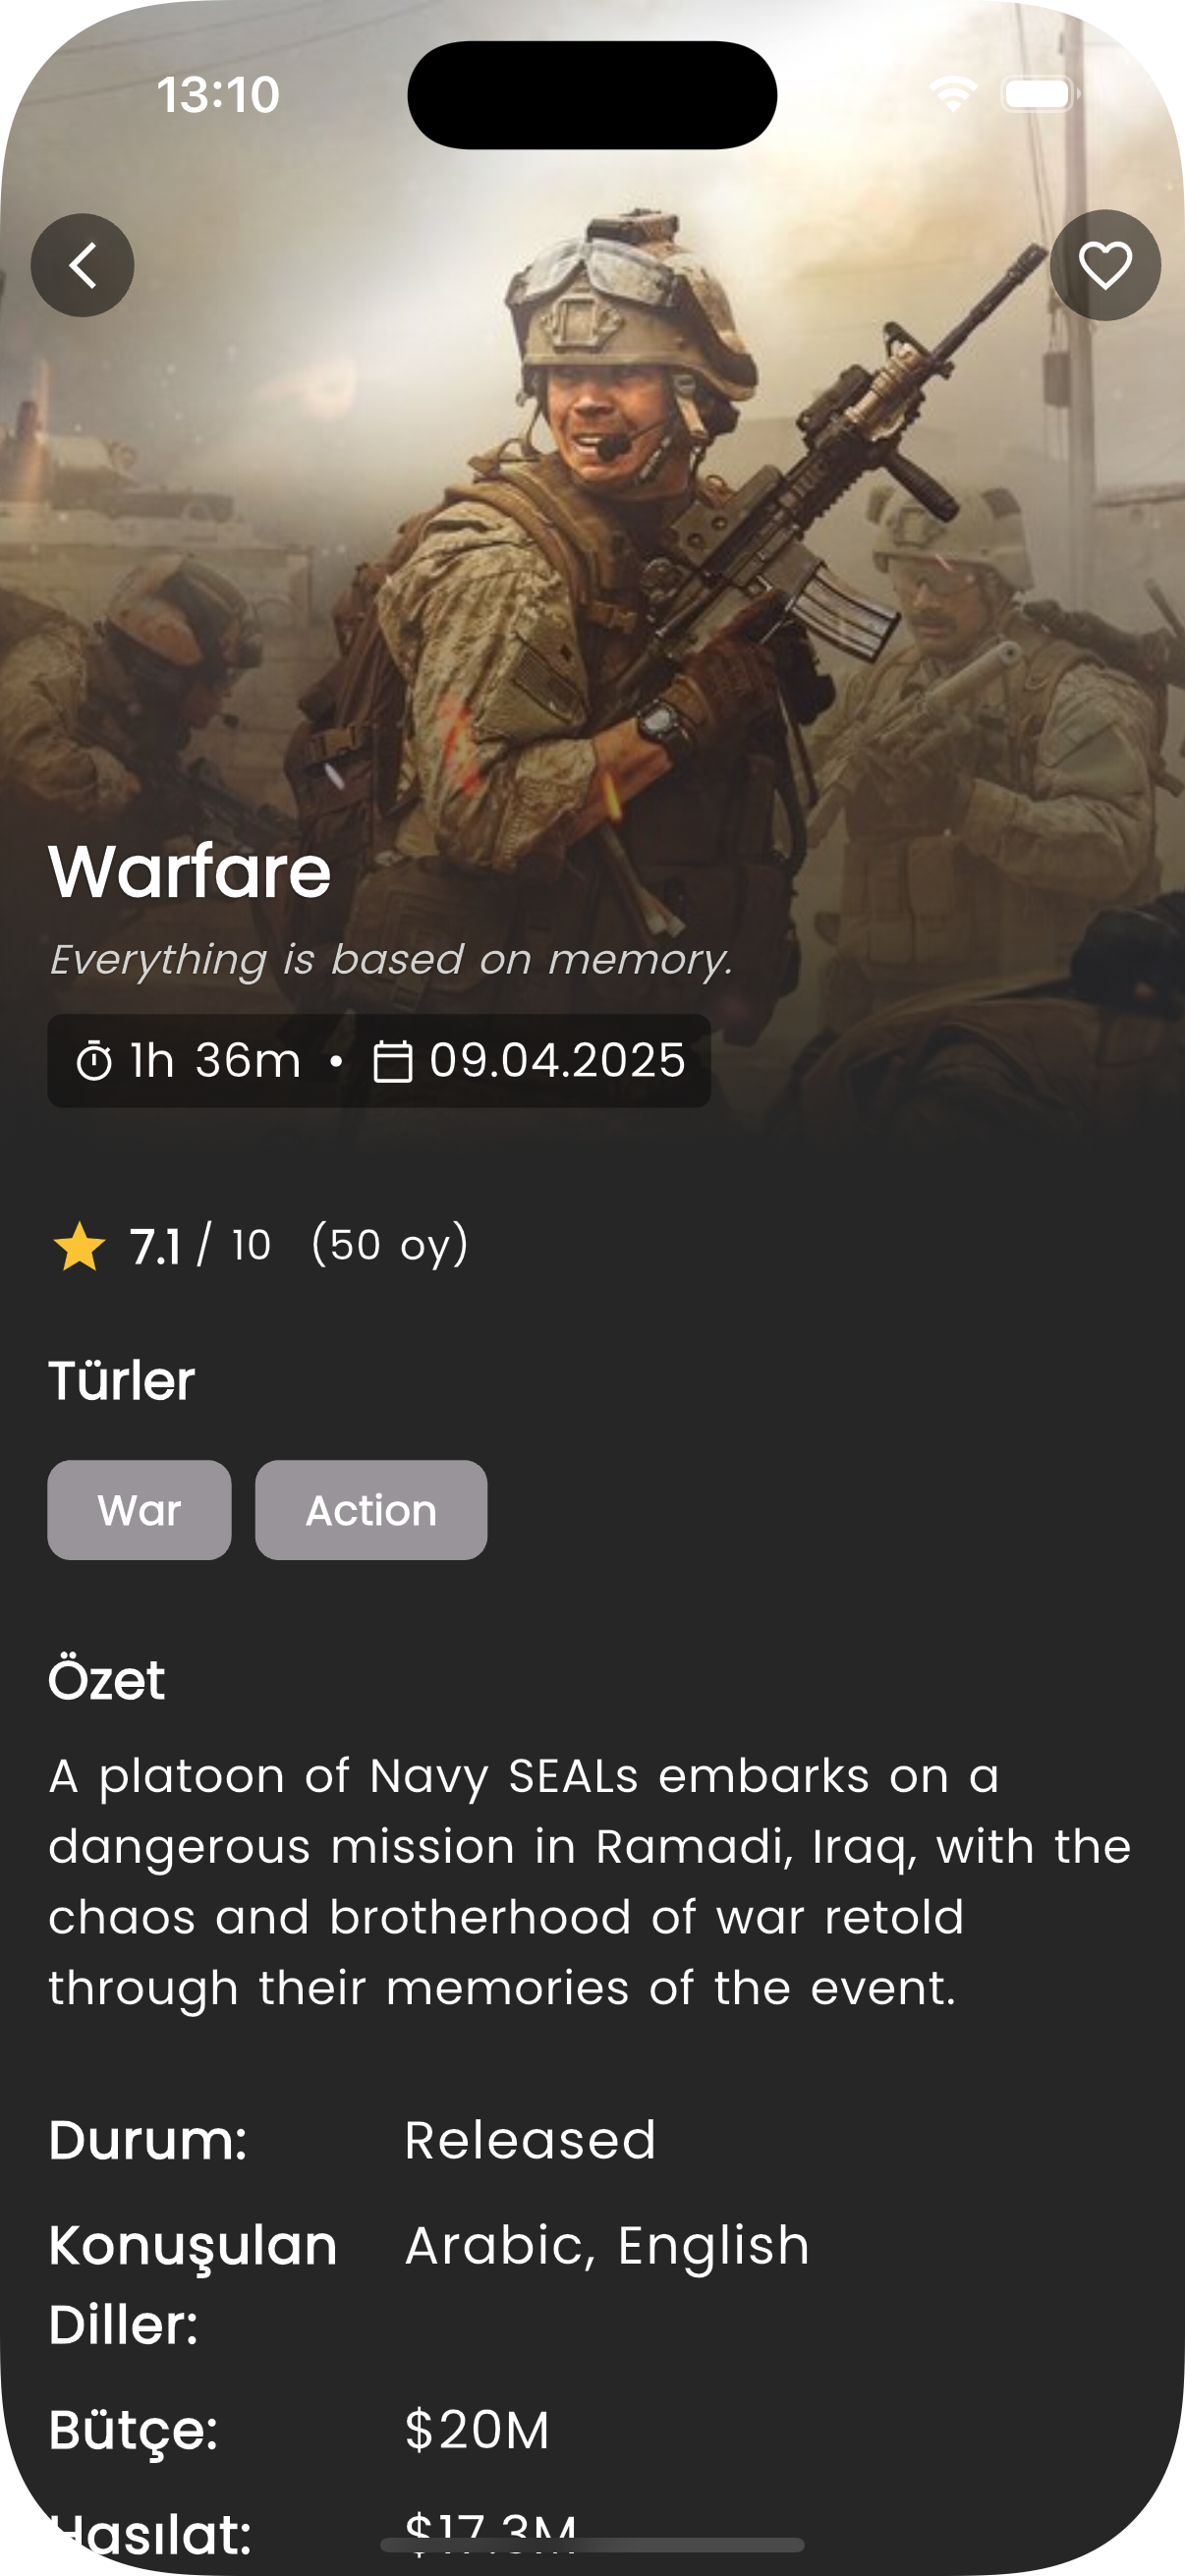 13:10
Warfare
Everything is based on memory.
1h 36m • 09.04.2025
7.1 / 10 (50 oy)
Türler
War Action
Özet
A platoon of Navy SEALs embarks on a
dangerous mission in Ramadi, Iraq, with the
chaos and brotherhood of war retold
through their memories of the event.
Durum: Released
Konuşulan Arabic, English
Diller:
Bütçe: $20M
Hasılat: $17.3M